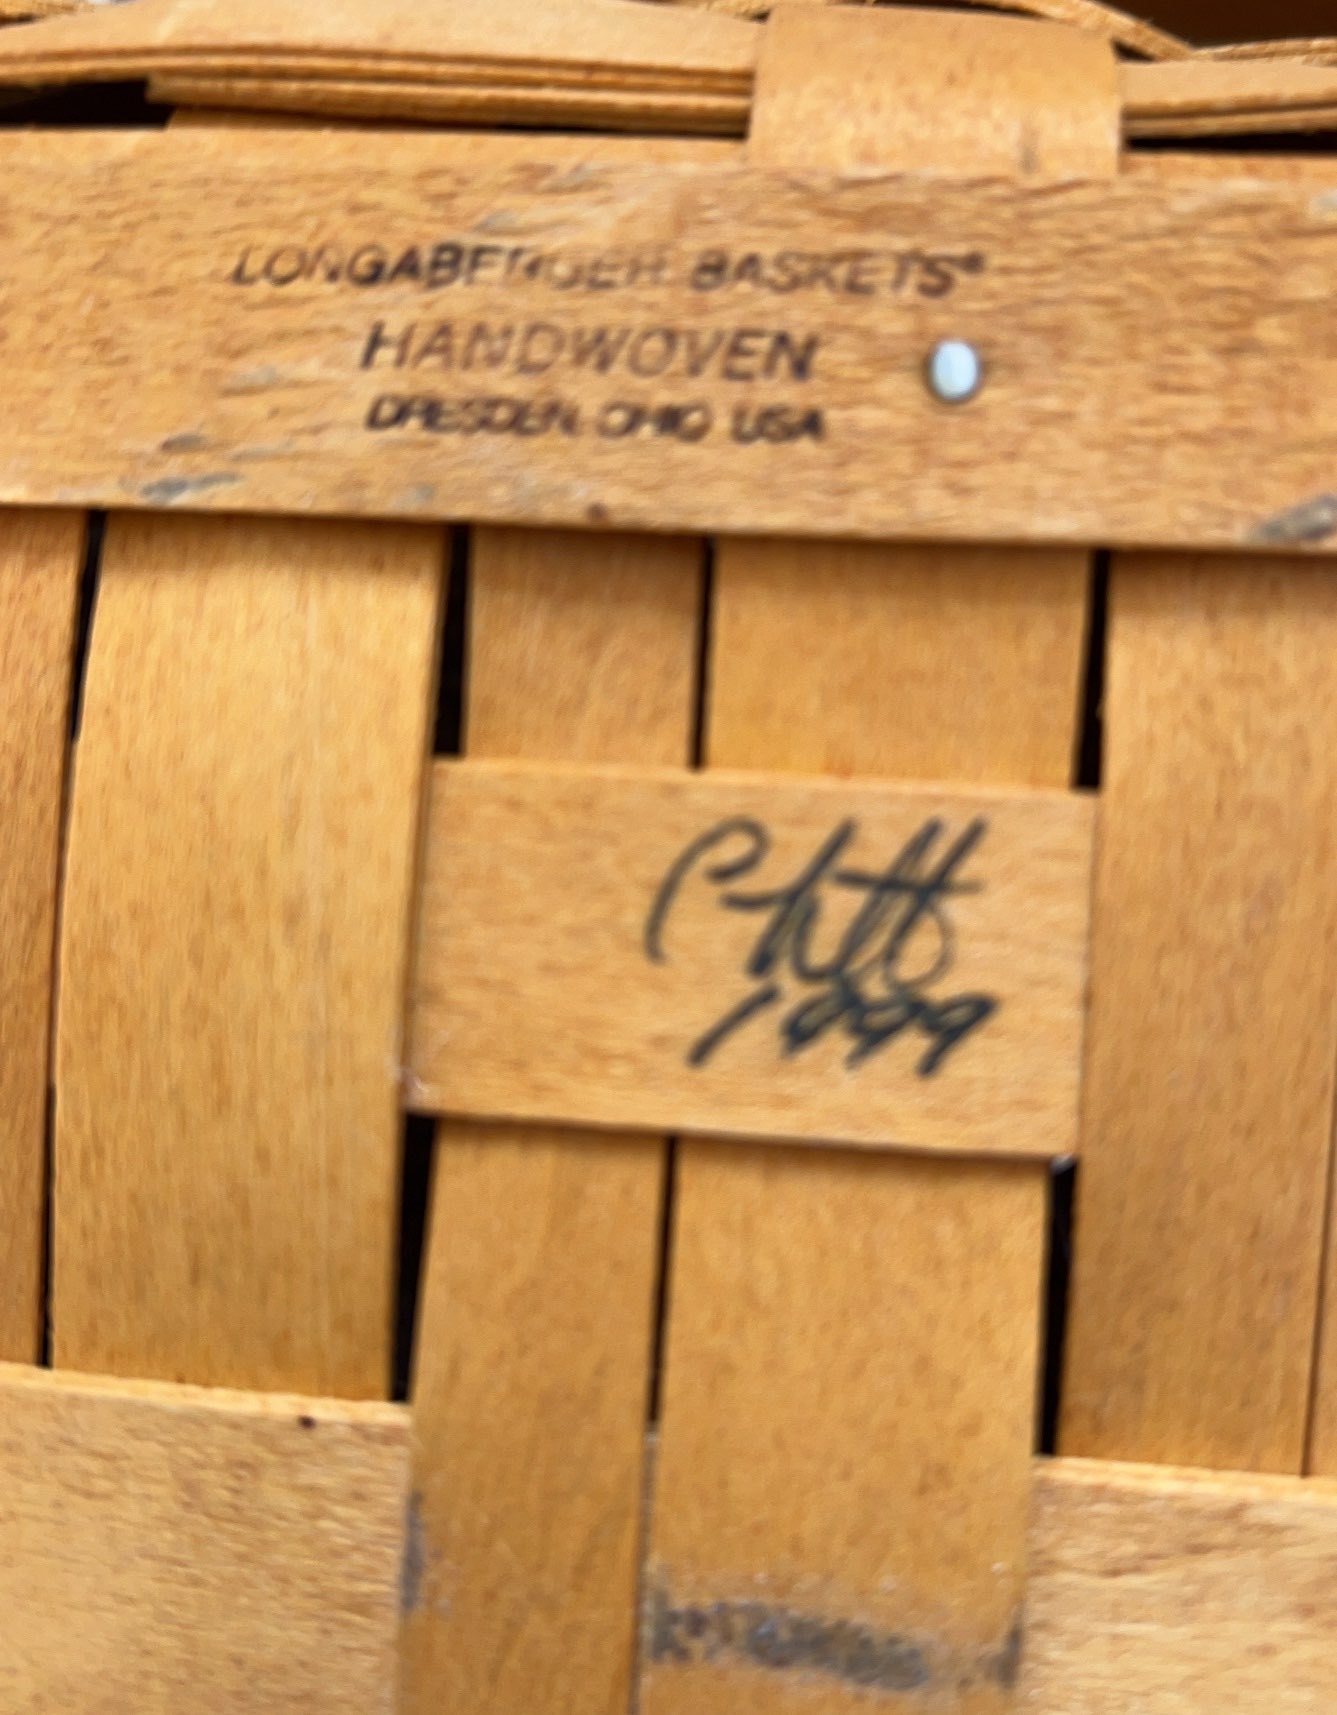 LONGABERGER BASKETS®
HANDWOVEN
DRESDEN, OHIO USA
1999